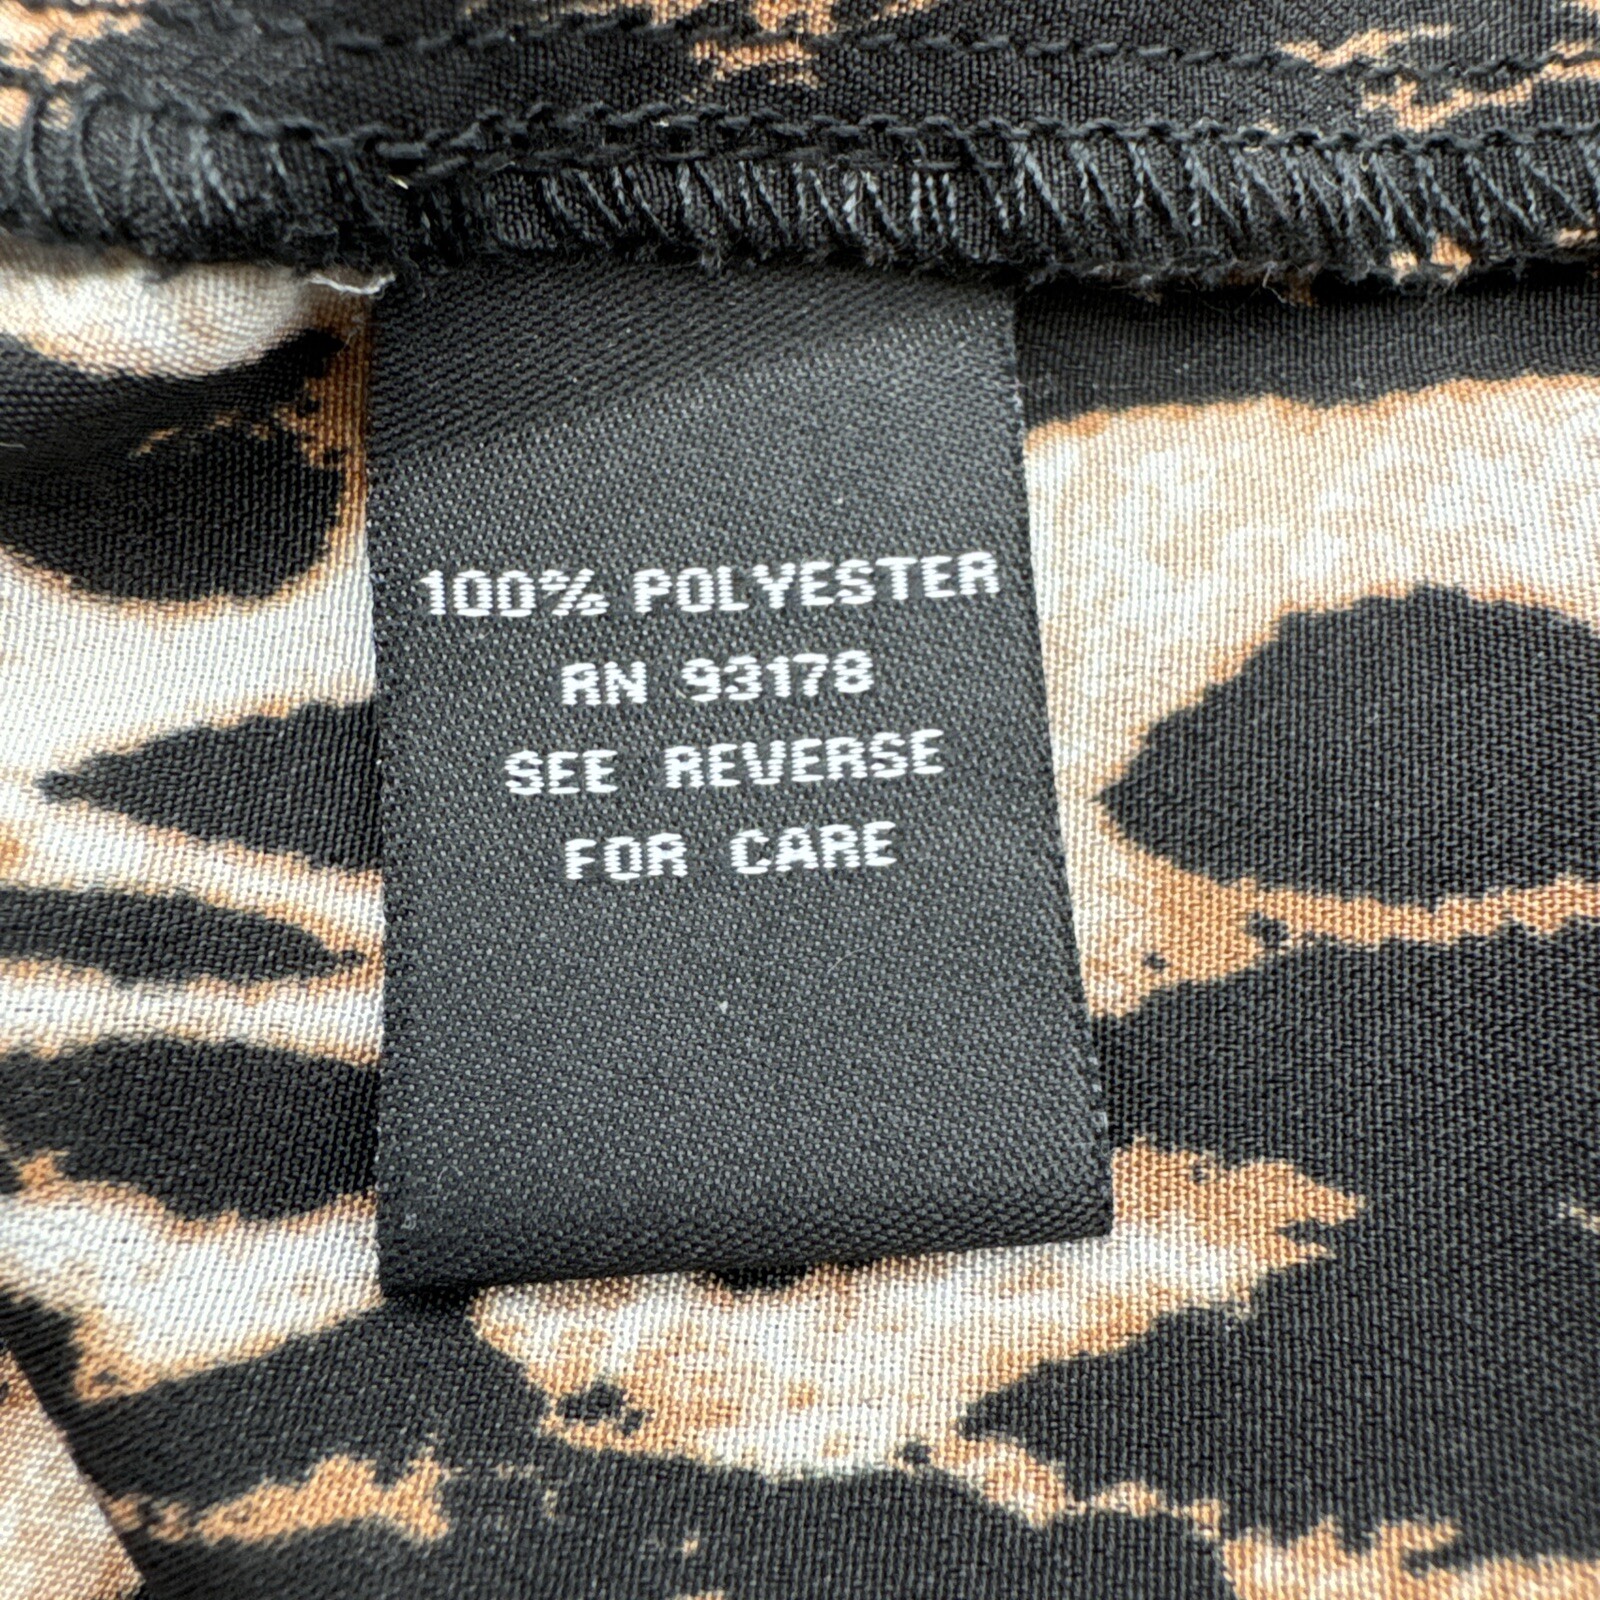 100% POLYESTER
RN 93178
SEE REVERSE
FOR CARE